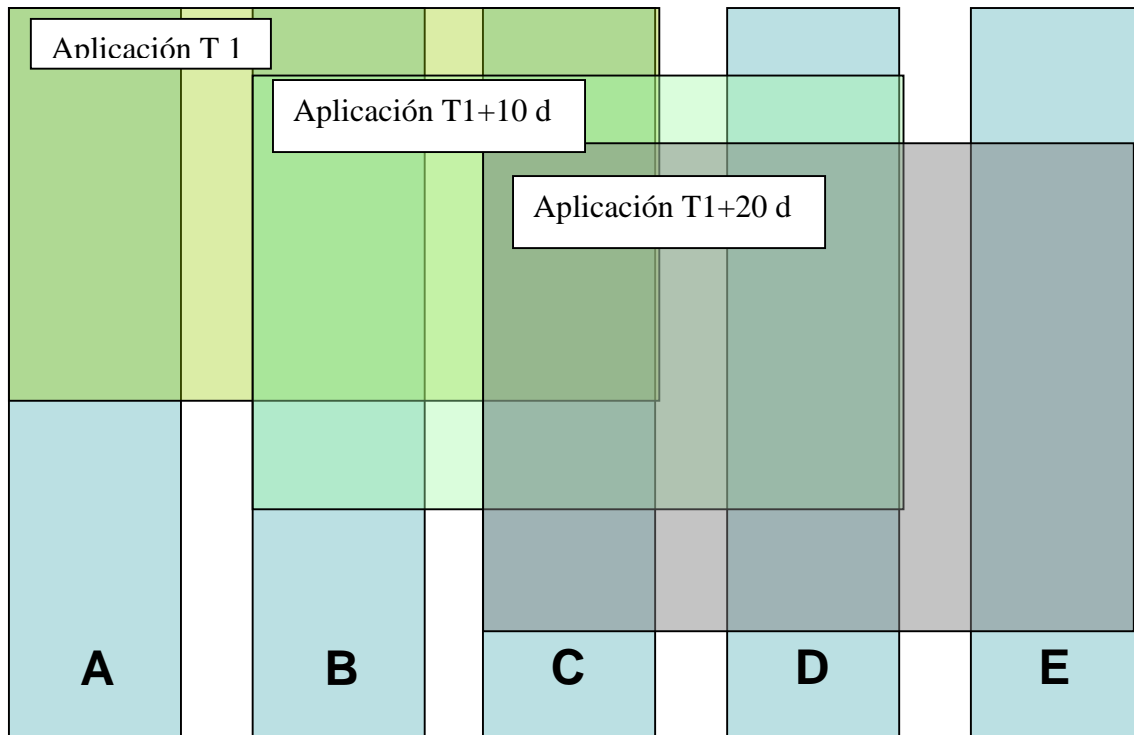 Aplicación T 1
Aplicación T1+10 d
Aplicación T1+20 d
A
B
C
D
E